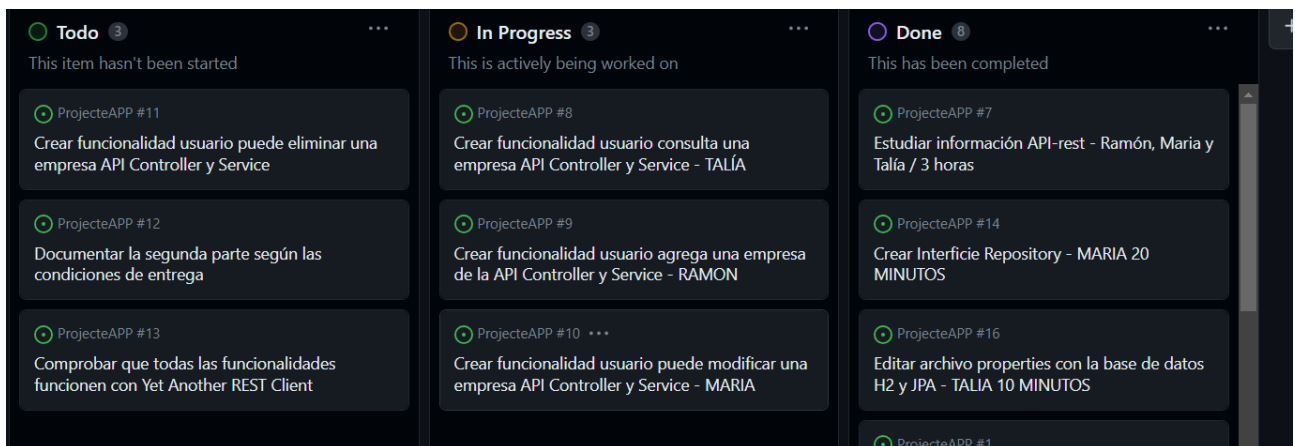 Todo 3 ...
This item hasn't been started
ProjecteAPP #11
Crear funcionalidad usuario puede eliminar una
empresa API Controller y Service
ProjecteAPP #12
Documentar la segunda parte según las
condiciones de entrega
ProjecteAPP #13
Comprobar que todas las funcionalidades
funcionen con Yet Another REST Client
In Progress 3 ...
This is actively being worked on
ProjecteAPP #8
Crear funcionalidad usuario consulta una
empresa API Controller y Service - TALÍA
ProjecteAPP #9
Crear funcionalidad usuario agrega una empresa
de la API Controller y Service - RAMON
ProjecteAPP #10 ...
Crear funcionalidad usuario puede modificar una
empresa API Controller y Service - MARIA
Done 8 ...
This has been completed
ProjecteAPP #7
Estudiar información API-rest - Ramón, Maria y
Talía / 3 horas
ProjecteAPP #14
Crear Interficie Repository - MARIA 20
MINUTOS
ProjecteAPP #16
Editar archivo properties con la base de datos
H2 y JPA - TALIA 10 MINUTOS
ProjecteAPP #1
+